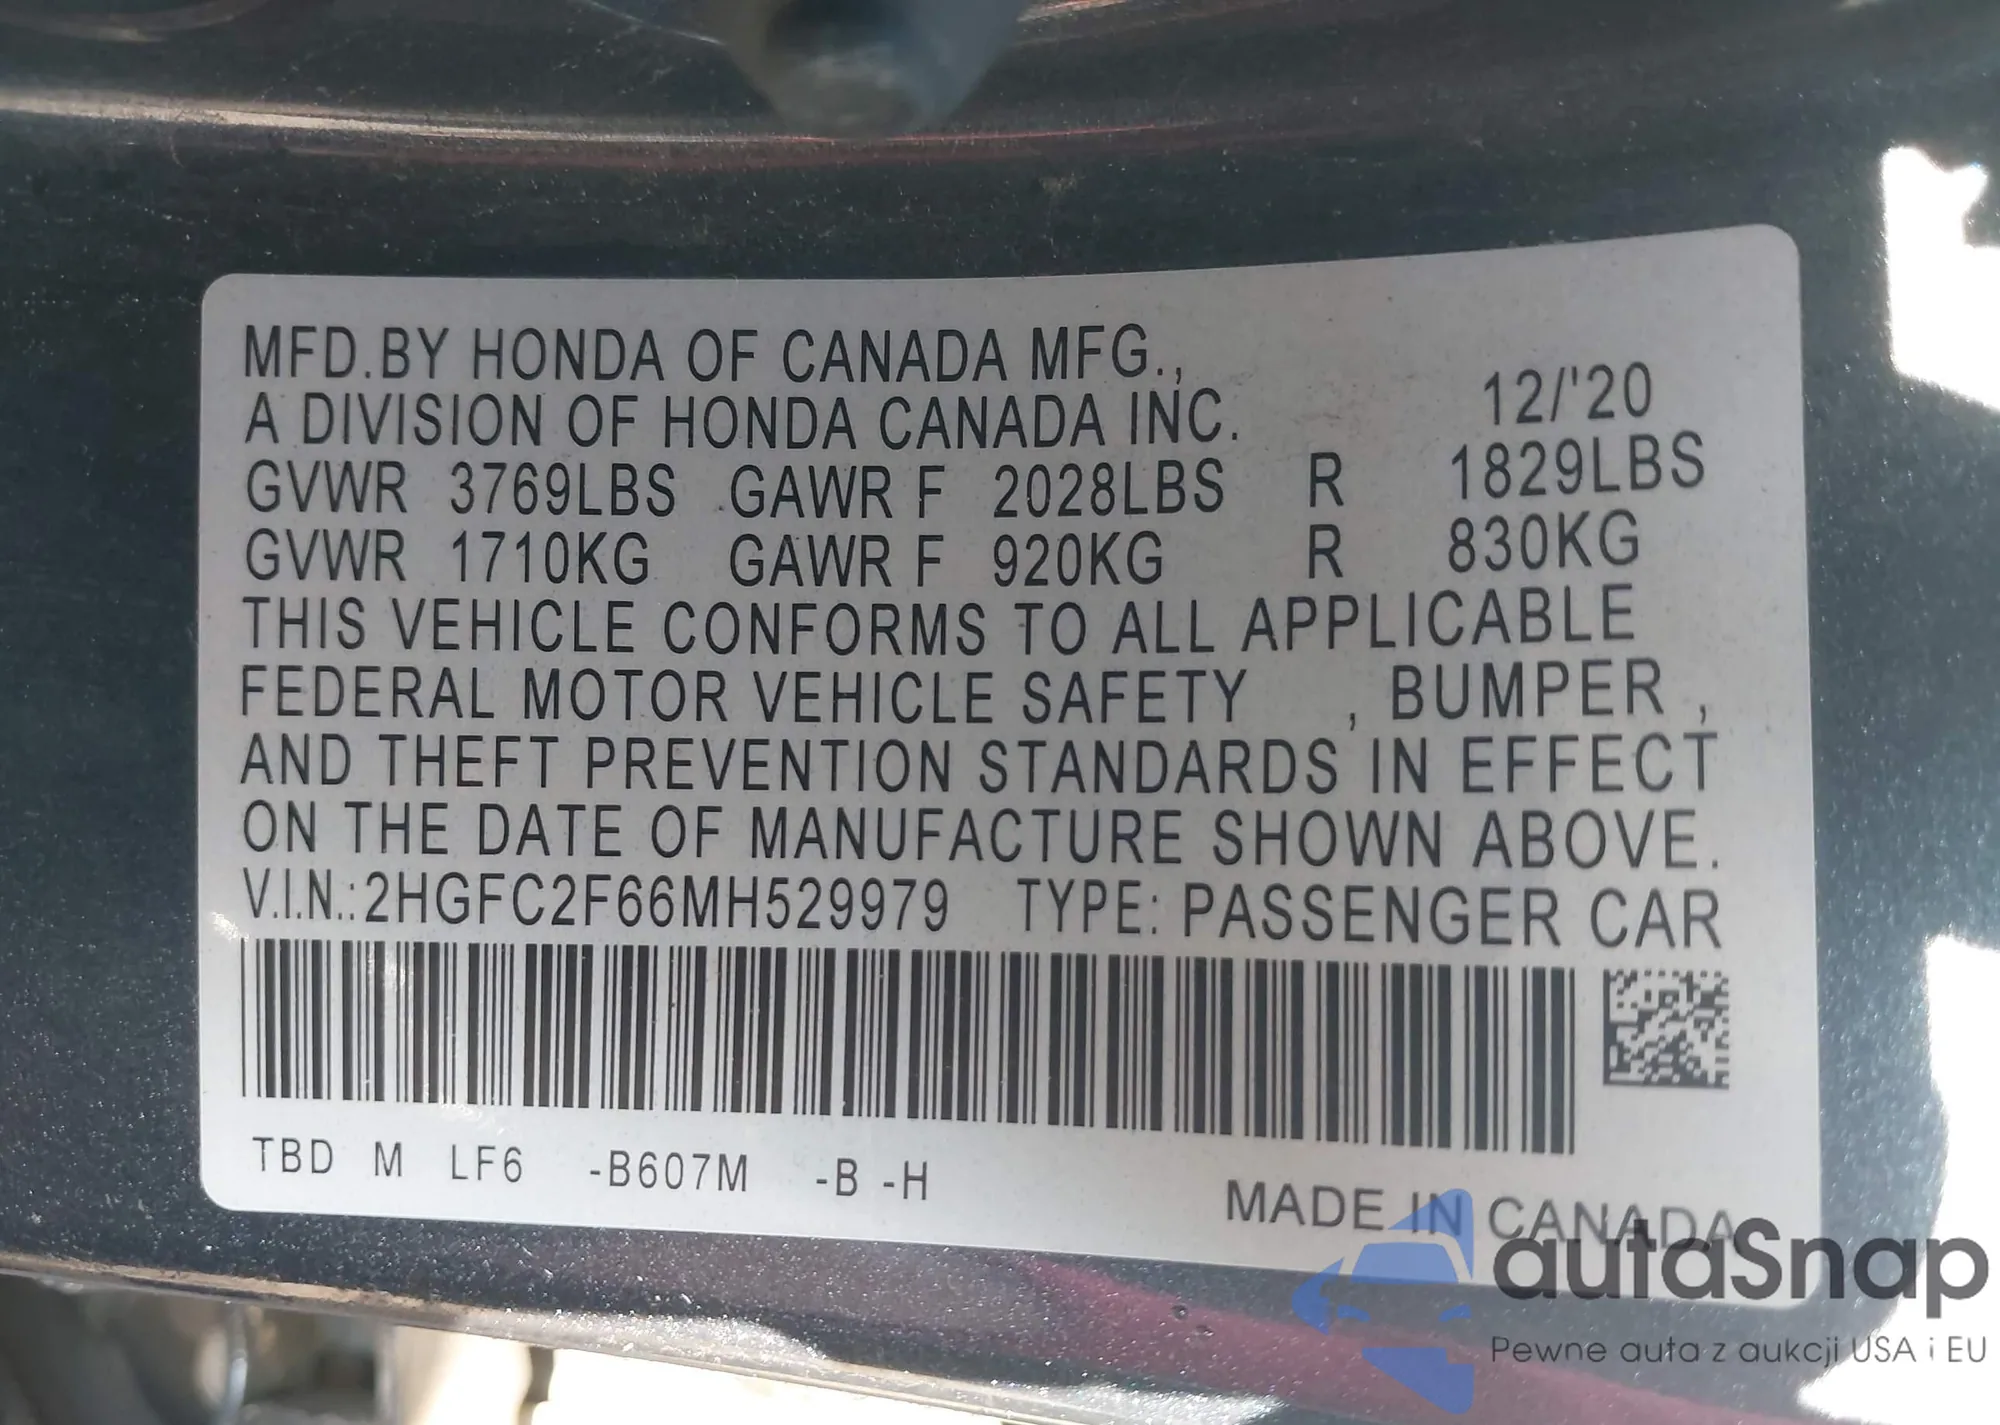 MFD.BY HONDA OF CANADA MFG.,
A DIVISION OF HONDA CANADA INC. 12/'20
GVWR 3769LBS GAWR F 2028LBS R 1829LBS
GVWR 1710KG GAWR F 920KG R 830KG
THIS VEHICLE CONFORMS TO ALL APPLICABLE
FEDERAL MOTOR VEHICLE SAFETY , BUMPER ,
AND THEFT PREVENTION STANDARDS IN EFFECT
ON THE DATE OF MANUFACTURE SHOWN ABOVE.
V.I.N.:2HGFC2F66MH529979 TYPE: PASSENGER CAR
TBD M LF6 -B607M -B -H
MADE IN CANADA
autaSnap
Pewne auta z aukcji USA i EU